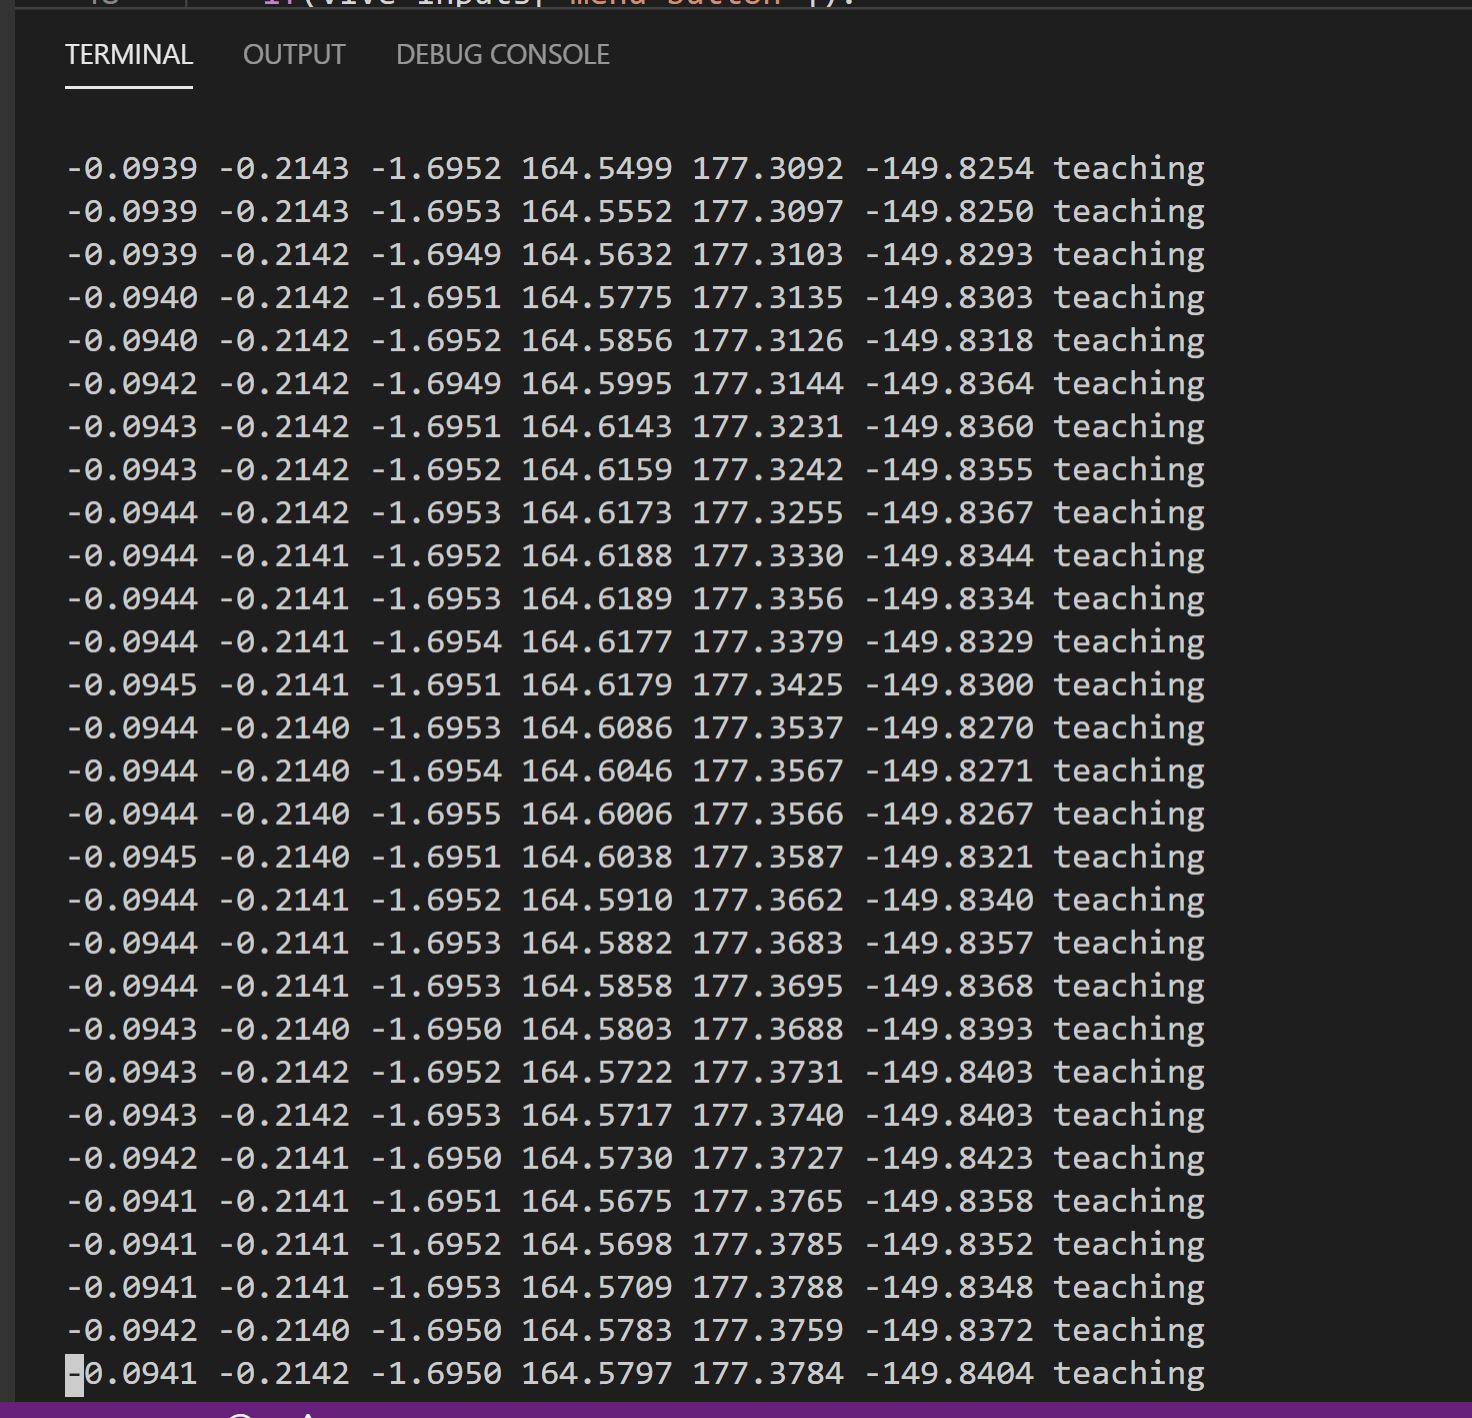 TERMINAL OUTPUT DEBUG CONSOLE
-0.0939 -0.2143 -1.6952 164.5499 177.3092 -149.8254 teaching
-0.0939 -0.2143 -1.6953 164.5552 177.3097 -149.8250 teaching
-0.0939 -0.2142 -1.6949 164.5632 177.3103 -149.8293 teaching
-0.0940 -0.2142 -1.6951 164.5775 177.3135 -149.8303 teaching
-0.0940 -0.2142 -1.6952 164.5856 177.3126 -149.8318 teaching
-0.0942 -0.2142 -1.6949 164.5995 177.3144 -149.8364 teaching
-0.0943 -0.2142 -1.6951 164.6143 177.3231 -149.8360 teaching
-0.0943 -0.2142 -1.6952 164.6159 177.3242 -149.8355 teaching
-0.0944 -0.2142 -1.6953 164.6173 177.3255 -149.8367 teaching
-0.0944 -0.2141 -1.6952 164.6188 177.3330 -149.8344 teaching
-0.0944 -0.2141 -1.6953 164.6189 177.3356 -149.8334 teaching
-0.0944 -0.2141 -1.6954 164.6177 177.3379 -149.8329 teaching
-0.0945 -0.2141 -1.6951 164.6179 177.3425 -149.8300 teaching
-0.0944 -0.2140 -1.6953 164.6086 177.3537 -149.8270 teaching
-0.0944 -0.2140 -1.6954 164.6046 177.3567 -149.8271 teaching
-0.0944 -0.2140 -1.6955 164.6006 177.3566 -149.8267 teaching
-0.0945 -0.2140 -1.6951 164.6038 177.3587 -149.8321 teaching
-0.0944 -0.2141 -1.6952 164.5910 177.3662 -149.8340 teaching
-0.0944 -0.2141 -1.6953 164.5882 177.3683 -149.8357 teaching
-0.0944 -0.2141 -1.6953 164.5858 177.3695 -149.8368 teaching
-0.0943 -0.2140 -1.6950 164.5803 177.3688 -149.8393 teaching
-0.0943 -0.2142 -1.6952 164.5722 177.3731 -149.8403 teaching
-0.0943 -0.2142 -1.6953 164.5717 177.3740 -149.8403 teaching
-0.0942 -0.2141 -1.6950 164.5730 177.3727 -149.8423 teaching
-0.0941 -0.2141 -1.6951 164.5675 177.3765 -149.8358 teaching
-0.0941 -0.2141 -1.6952 164.5698 177.3785 -149.8352 teaching
-0.0941 -0.2141 -1.6953 164.5709 177.3788 -149.8348 teaching
-0.0942 -0.2140 -1.6950 164.5783 177.3759 -149.8372 teaching
-0.0941 -0.2142 -1.6950 164.5797 177.3784 -149.8404 teaching